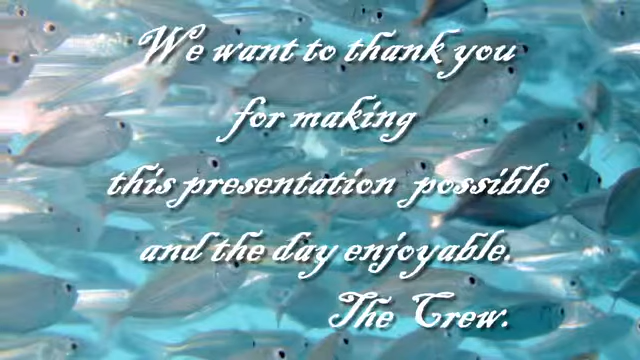 We want to thank you
for making
this presentation possible
and the day enjoyable.
The Crew.